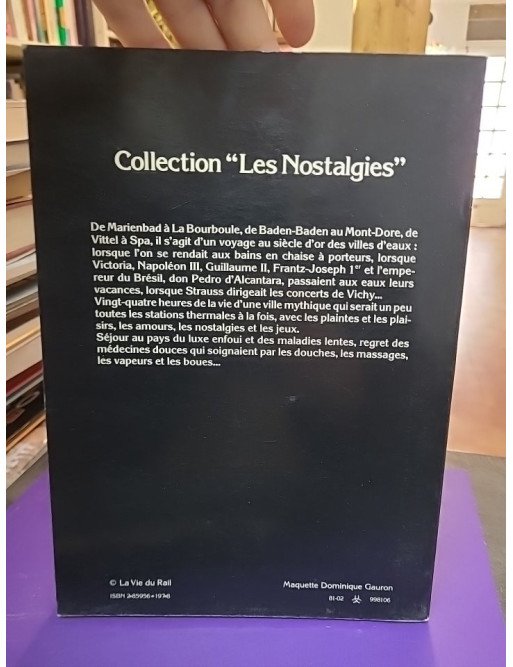 Collection “Les Nostalgies”
De Marienbad à La Bourboule, de Baden-Baden au Mont-Dore, de
Vittel à Spa, il s'agit d'un voyage au siècle d'or des villes d'eaux :
lorsque l'on se rendait aux bains en chaise à porteurs, lorsque
Victoria, Napoléon III, Guillaume II, Frantz-Joseph 1er et l'empe-
reur du Brésil, don Pedro d'Alcantara, passaient aux eaux leurs
vacances, lorsque Strauss dirigeait les concerts de Vichy...
Vingt-quatre heures de la vie d'une ville mythique qui serait un peu
toutes les stations thermales à la fois, avec les plaintes et les plai-
sirs, les amours, les nostalgies et les jeux.
Séjour au pays du luxe enfoui et des maladies lentes, regret des
médecines douces qui soignaient par les douches, les massages,
les vapeurs et les boues...
© La Vie du Rail
Maquette Dominique Gauron
ISBN
81-02
998106